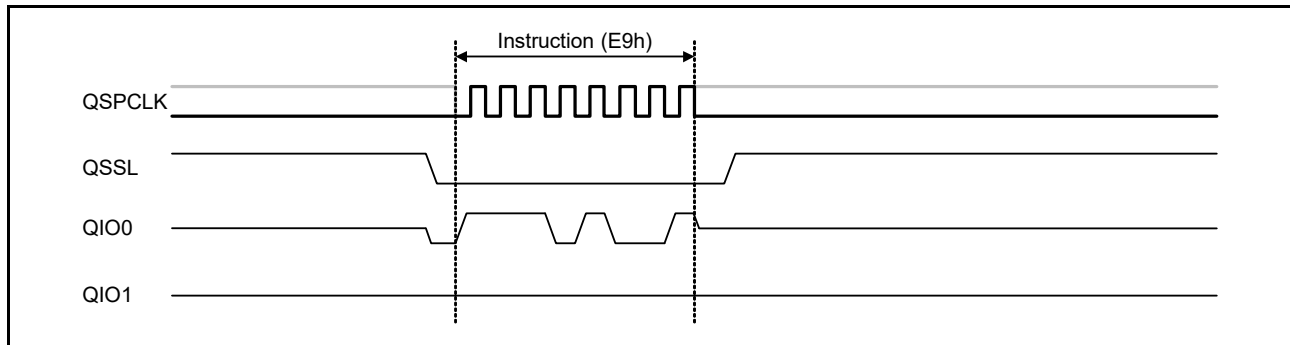 Instruction (E9h)
QSPCLK
QSSL
QIO0
QIO1